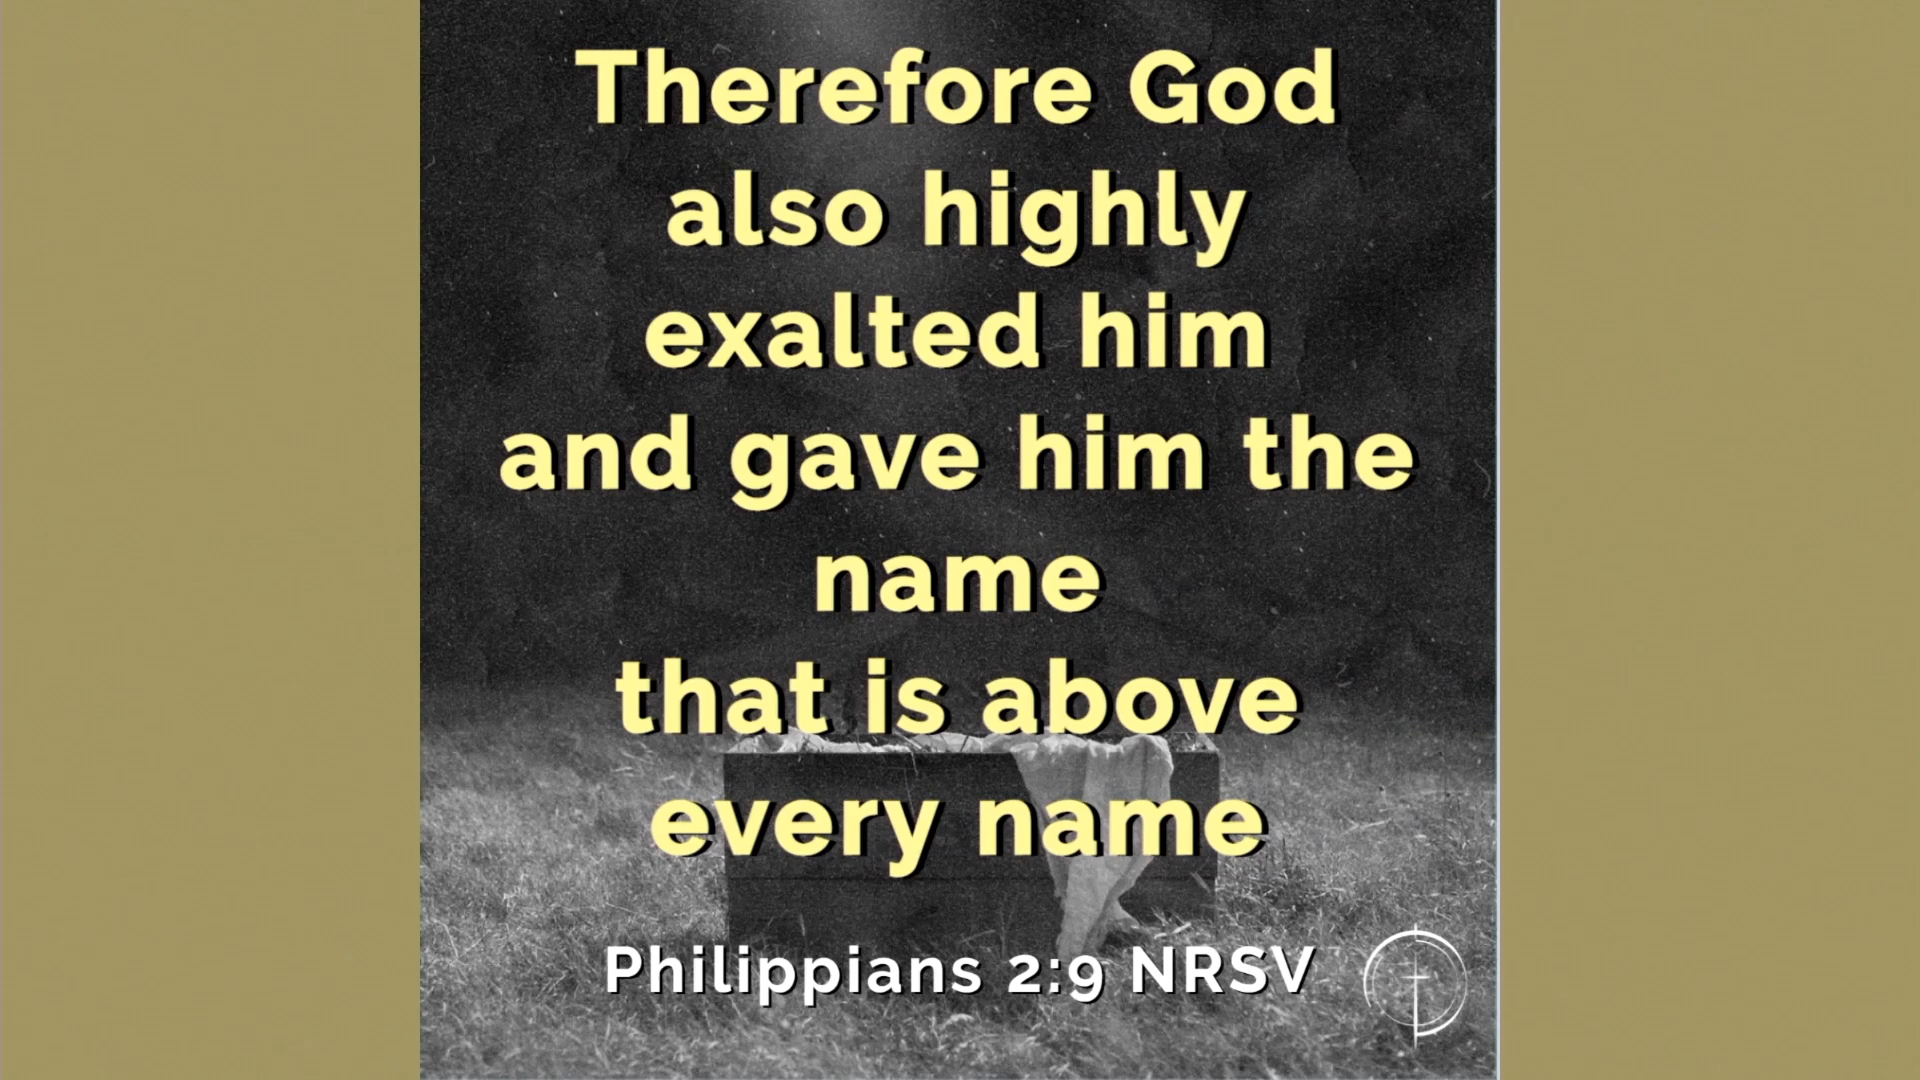 Therefore God
also highly
exalted him
and gave him the
name
that is above
every name
Philippians 2:9 NRSV